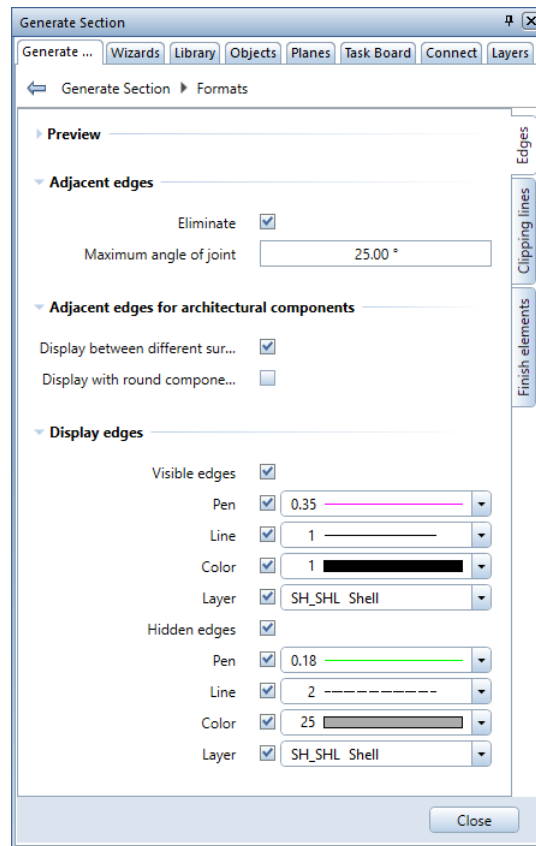 Generate Section
Generate ... Wizards Library Objects Planes Task Board Connect Layers
Generate Section Formats
Preview
Adjacent edges
Eliminate
Maximum angle of joint 25.00 °
Adjacent edges for architectural components
Display between different sur...
Display with round compone...
Display edges
Visible edges
Pen 0.35
Line 1
Color 1
Layer SH_SHL Shell
Hidden edges
Pen 0.18
Line 2
Color 25
Layer SH_SHL Shell
Edges
Clipping lines
Finish elements
Close